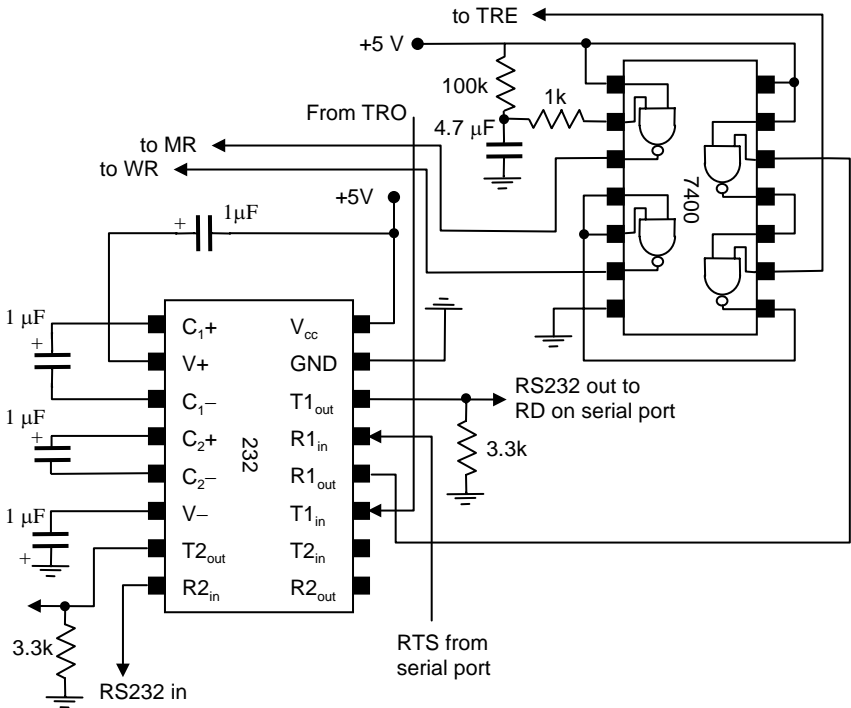 to TRE
+5 V
100k
1k
From TRO
4.7 μF
to MR
to WR
7400
+5V
1μF
+
1 μF
+
C₁+
V+
C₁−
1 μF
+
C₂+
C₂−
1 μF
+
V−
T2out
R2in
232
Vcc
GND
T1out
R1in
R1out
T1in
T2in
R2out
RS232 out to
RD on serial port
3.3k
RTS from
serial port
3.3k
RS232 in